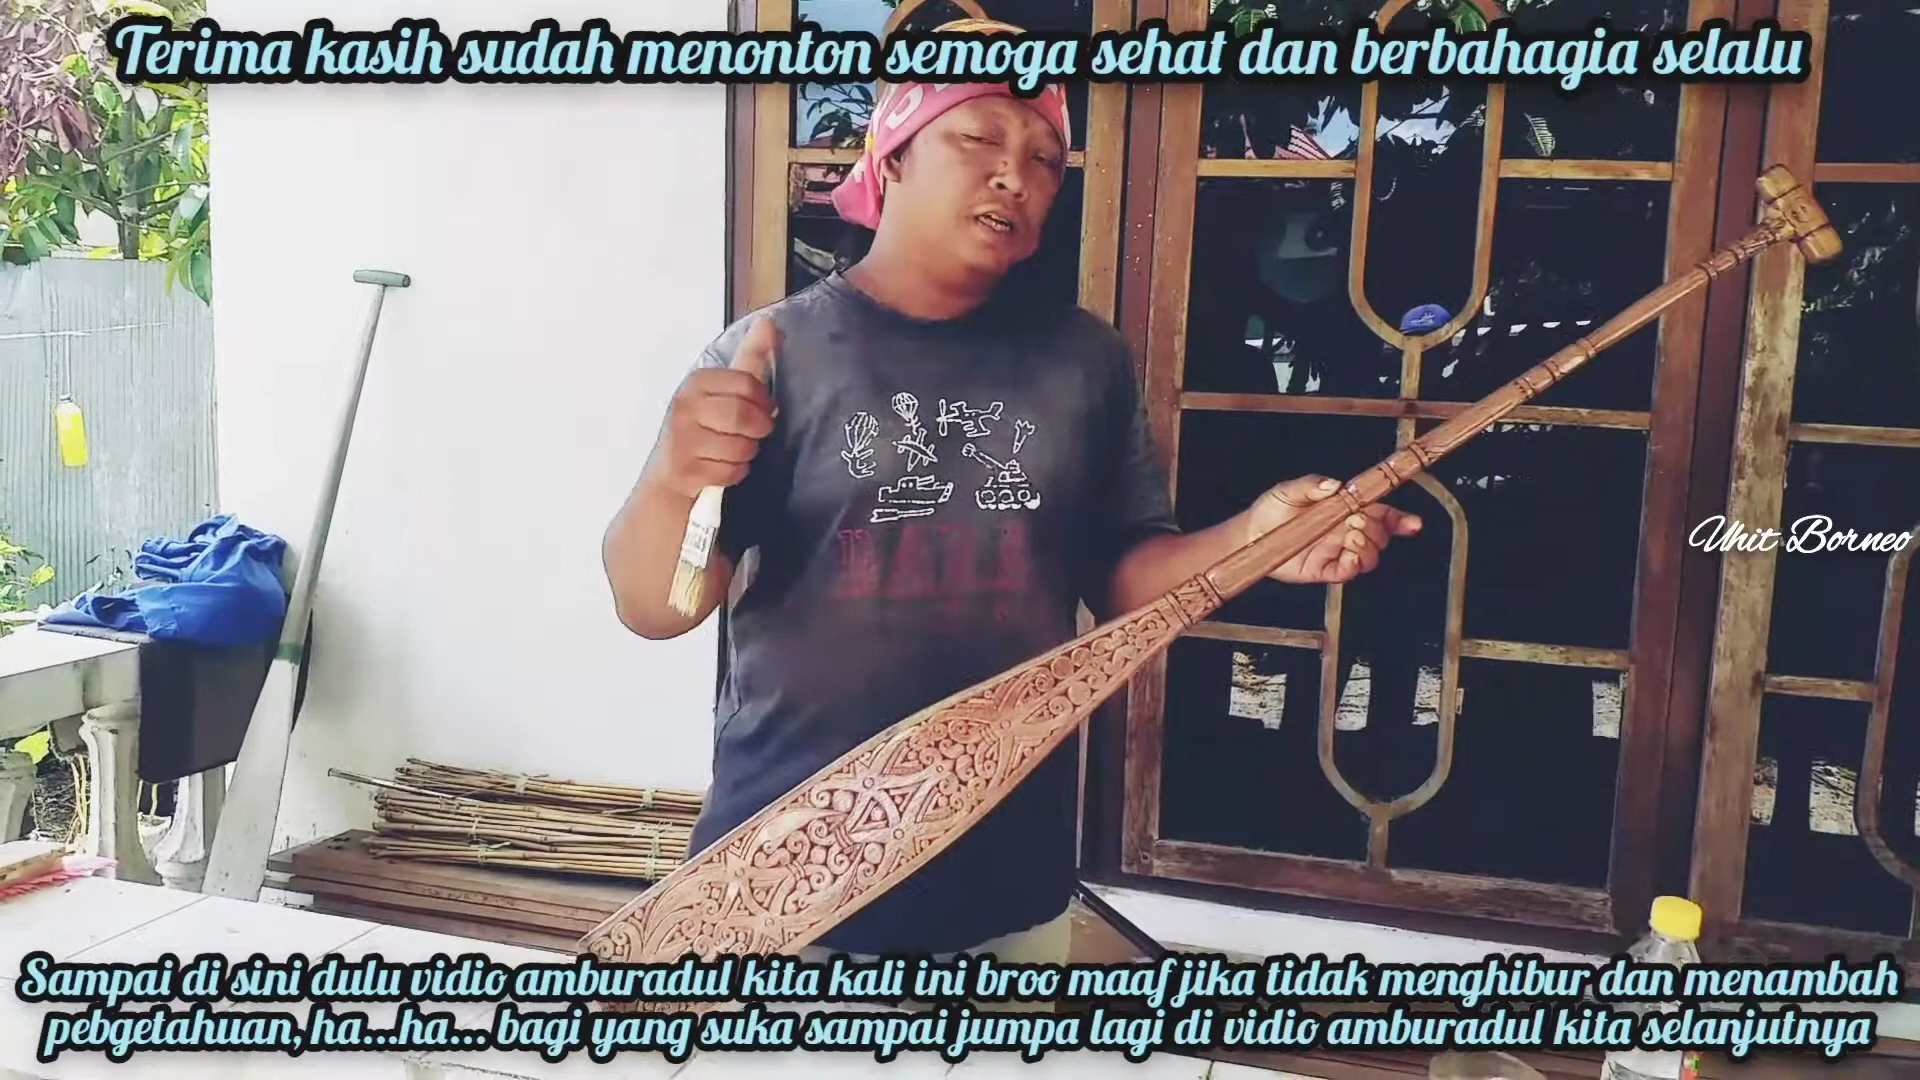 Terima kasih sudah menonton semoga sehat dan berbahagia selalu
Uhit Borneo
Sampai di sini dulu vidio amburadul kita kali ini broo maaf jika tidak menghibur dan menambah
pebgetahuan, ha...ha... bagi yang suka sampai jumpa lagi di vidio amburadul kita selanjutnya